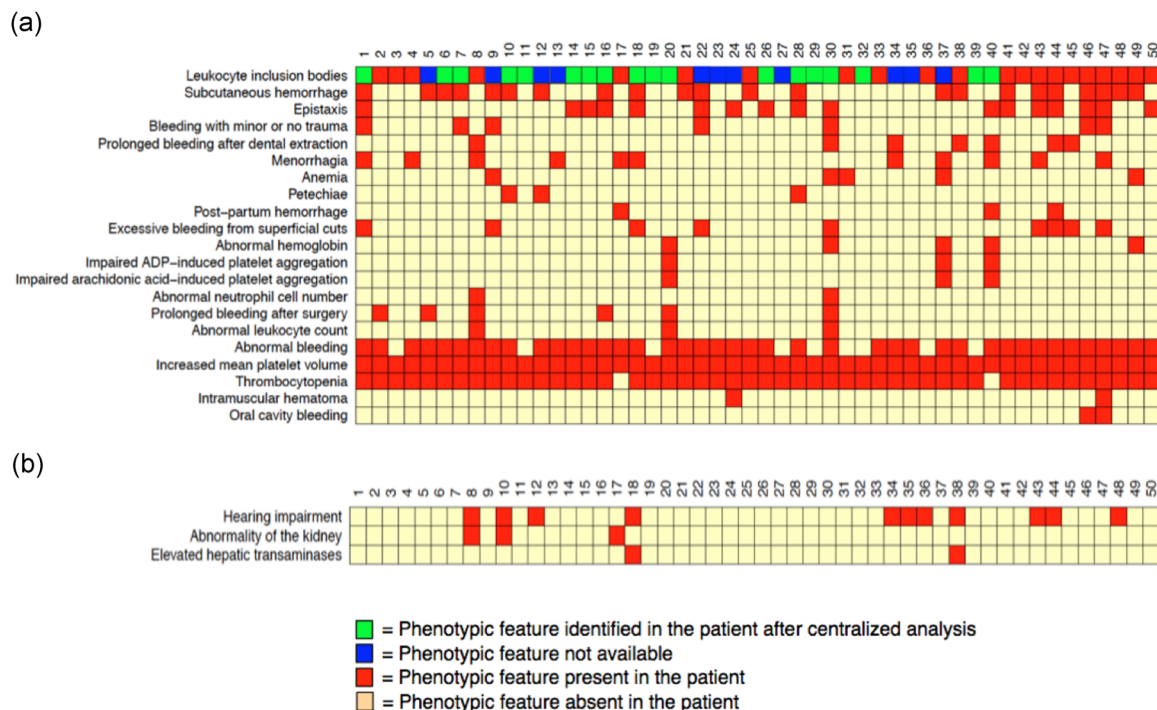 (a)
1 2 3 4 5 6 7 8 9 10 11 12 13 14 15 16 17 18 19 20 21 22 23 24 25 26 27 28 29 30 31 32 33 34 35 36 37 38 39 40 41 42 43 44 45 46 47 48 49 50
Leukocyte inclusion bodies
Subcutaneous hemorrhage
Epistaxis
Bleeding with minor or no trauma
Prolonged bleeding after dental extraction
Menorrhagia
Anemia
Petechiae
Post-partum hemorrhage
Excessive bleeding from superficial cuts
Abnormal hemoglobin
Impaired ADP-induced platelet aggregation
Impaired arachidonic acid-induced platelet aggregation
Abnormal neutrophil cell number
Prolonged bleeding after surgery
Abnormal leukocyte count
Abnormal bleeding
Increased mean platelet volume
Thrombocytopenia
Intramuscular hematoma
Oral cavity bleeding
(b)
1 2 3 4 5 6 7 8 9 10 11 12 13 14 15 16 17 18 19 20 21 22 23 24 25 26 27 28 29 30 31 32 33 34 35 36 37 38 39 40 41 42 43 44 45 46 47 48 49 50
Hearing impairment
Abnormality of the kidney
Elevated hepatic transaminases
= Phenotypic feature identified in the patient after centralized analysis
= Phenotypic feature not available
= Phenotypic feature present in the patient
= Phenotypic feature absent in the patient